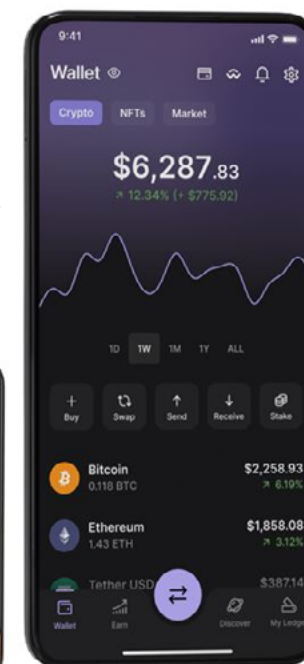 9:41
Wallet
Crypto NFTs Market
$6,287.83
12.34% (+ $775.92)
1D 1W 1M 1Y ALL
Buy Swap Send Receive Stake
Bitcoin $2,258.93
0.118 BTC 6.19%
Ethereum $1,858.08
1.43 ETH 3.12%
Tether USD $387.14
Wallet Earn Discover My Ledger